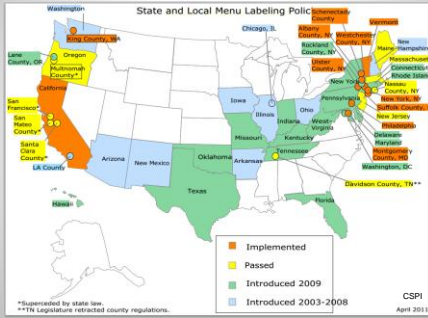 State and Local Menu Labeling Polic
Washington
King County, WA
Lane
County, OR
Oregon
Multnomah
County*
California
San
Francisco*
San
Mateo
County*
Santa
Clara
County*
LA County
Hawaii
Arizona
New Mexico
Texas
Oklahoma
Arkansas
Missouri
Iowa
Illinois
Chicago, IL
Indiana
Ohio
Kentucky
West
Virginia
Tennessee
Davidson County, TN**
Florida
Pennsylvania
New York
Schenectady
County
Albany
County, NY
Westchester
County, NY
Rockland
County, NY
Ulster
County, NY
Vermont
Maine
New
Hampshire
Massachuset
Connecticut
Rhode Island
Nassau
County, NY
New York, NY
Suffolk County,
New Jersey
Philadelphia
Delaware
Maryland
Montgomery
County, MD
Washington, DC
Implemented
Passed
Introduced 2009
Introduced 2003-2008
*Superceded by state law.
**TN Legislature retracted county regulations.
CSPI
April 2011